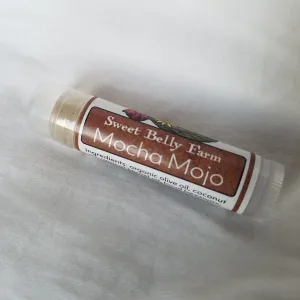 Sweet Belly Farm
Mocha Mojo
Ingredients: organic olive oil, coconut